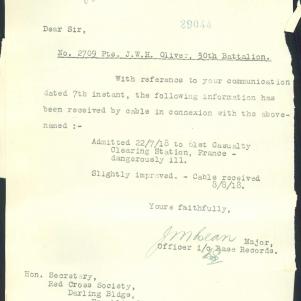 29044
Dear Sir,
No. 2709 Pte. J.W.H. Oliver, 50th Battalion.
With reference to your communication
dated 7th instant, the following information has
been received by cable in connexion with the above-
named :-
Admitted 22/7/18 to 61st Casualty
Clearing Station, France -
dangerously ill.
Slightly improved. - Cable received
5/8/18.
Yours faithfully,
J M Lean Major,
Officer i/c Base Records.
Hon. Secretary,
Red Cross Society,
Darling Bldgs,